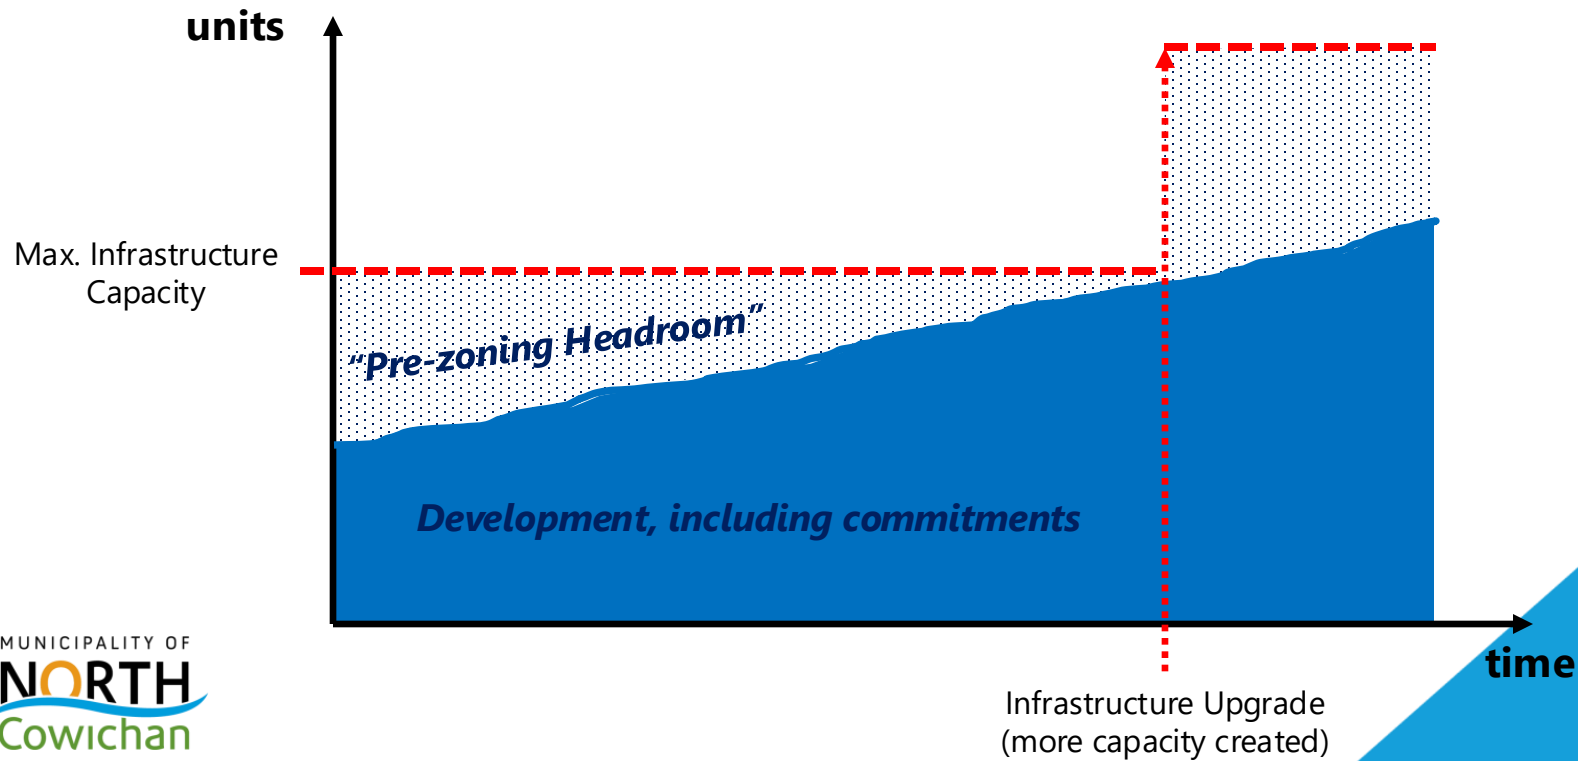 units
Max. Infrastructure
Capacity
“Pre-zoning Headroom”
Development, including commitments
time
Infrastructure Upgrade
(more capacity created)
MUNICIPALITY OF
NORTH
Cowichan